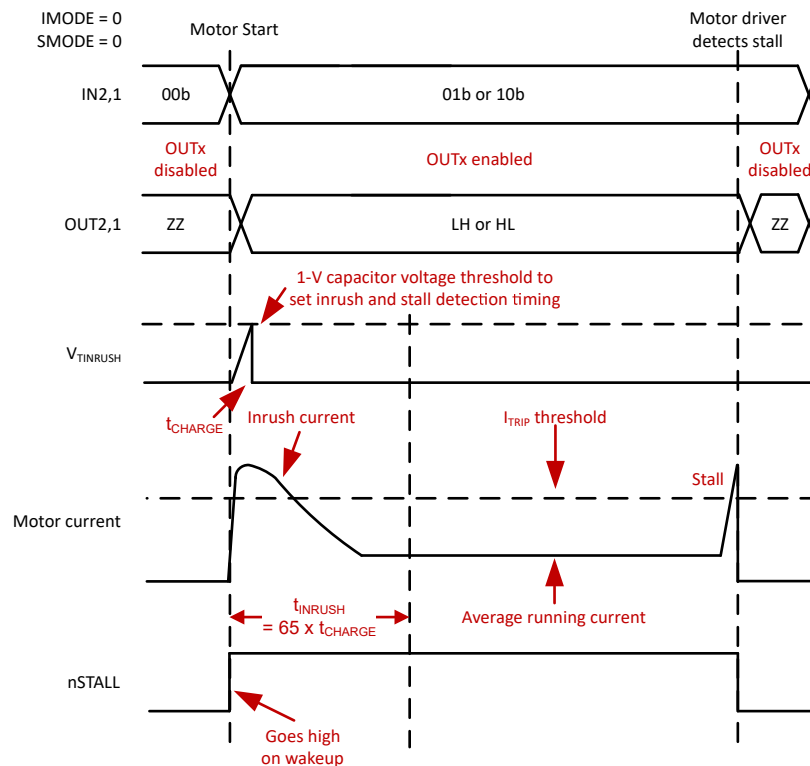 IMODE = 0
SMODE = 0
Motor Start
Motor driver
detects stall
IN2,1
00b
01b or 10b
OUTx
disabled
OUTx enabled
OUTx
disabled
OUT2,1
ZZ
LH or HL
ZZ
1-V capacitor voltage threshold to
set inrush and stall detection timing
VTINRUSH
tCHARGE
Inrush current
ITRIP threshold
Stall
Motor current
tINRUSH
= 65 x tCHARGE
Average running current
nSTALL
Goes high
on wakeup